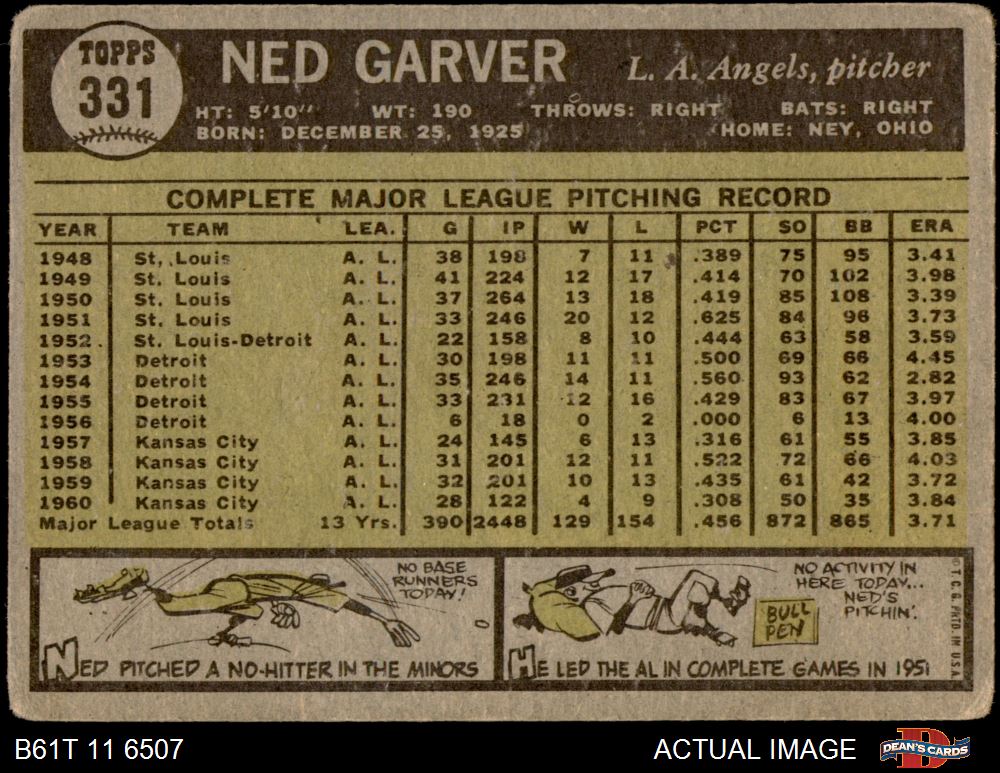 TOPPS
331
NED GARVER
L. A. Angels, pitcher
HT: 5'10" WT: 190 THROWS: RIGHT BATS: RIGHT
BORN: DECEMBER 25, 1925 HOME: NEY, OHIO
COMPLETE MAJOR LEAGUE PITCHING RECORD
YEAR TEAM LEA. G IP W L PCT SO BB ERA
1948 St. Louis A. L. 38 198 7 11 .389 75 95 3.41
1949 St. Louis A. L. 41 224 12 17 .414 70 102 3.98
1950 St. Louis A. L. 37 264 13 18 .419 85 108 3.39
1951 St. Louis A. L. 33 246 20 12 .625 84 96 3.73
1952 St. Louis-Detroit A. L. 22 158 8 10 .444 63 58 3.59
1953 Detroit A. L. 30 198 11 11 .500 69 66 4.45
1954 Detroit A. L. 35 246 14 11 .560 93 62 2.82
1955 Detroit A. L. 33 231 12 16 .429 83 67 3.97
1956 Detroit A. L. 6 18 0 2 .000 6 13 4.00
1957 Kansas City A. L. 24 145 6 13 .316 61 55 3.85
1958 Kansas City A. L. 31 201 12 11 .522 72 66 4.03
1959 Kansas City A. L. 32 201 10 13 .435 61 42 3.72
1960 Kansas City A. L. 28 122 4 9 .308 50 35 3.84
Major League Totals 13 Yrs. 390 2448 129 154 .456 872 865 3.71
NO BASE
RUNNERS
TODAY!
NED PITCHED A NO-HITTER IN THE MINORS
NO ACTIVITY IN
HERE TODAY...
NED'S
PITCHIN'.
BULL
PEN
HE LED THE AL IN COMPLETE GAMES IN 1951
©T. C. G. PRTD. IN U.S.A.
B61T 11 6507 ACTUAL IMAGE
DEAN'S CARDS